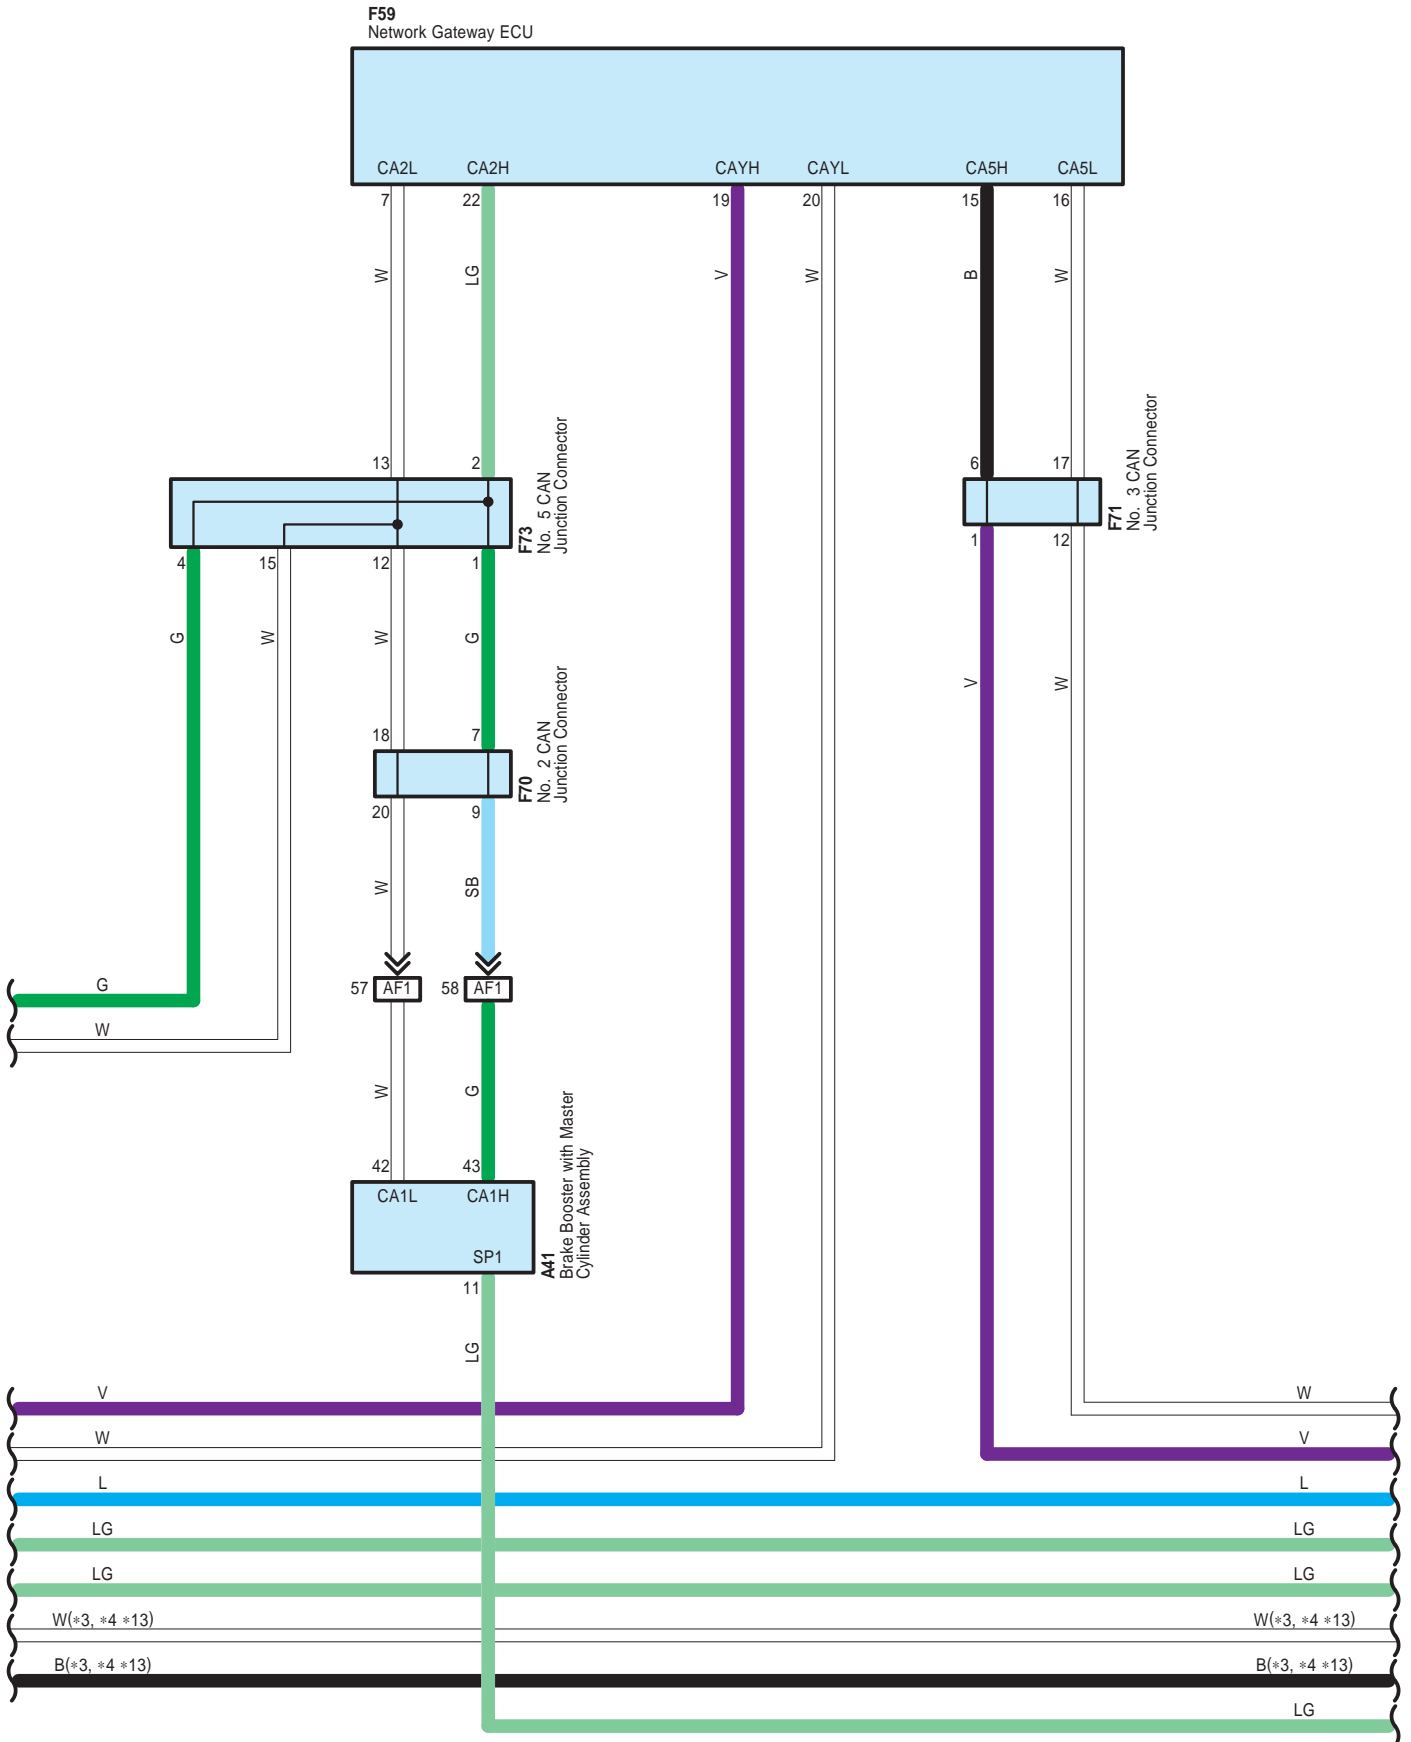 F59
Network Gateway ECU
CA2L CA2H CAYH CAYL CA5H CA5L
7 22 19 20 15 16
W LG V W B W
13 2 6 17
F73
No. 5 CAN
Junction Connector
F71
No. 3 CAN
Junction Connector
4 15 12 1 1 12
G W W G V W
18 7
F70
No. 2 CAN
Junction Connector
20 9
W SB
57 AF1 58 AF1
G
W
W G
42 43
CA1L CA1H
SP1
A41
Brake Booster with Master
Cylinder Assembly
11
LG
V W
W V
L L
LG LG
LG LG
W(∗3, ∗4 ∗13) W(∗3, ∗4 ∗13)
B(∗3, ∗4 ∗13) B(∗3, ∗4 ∗13)
LG